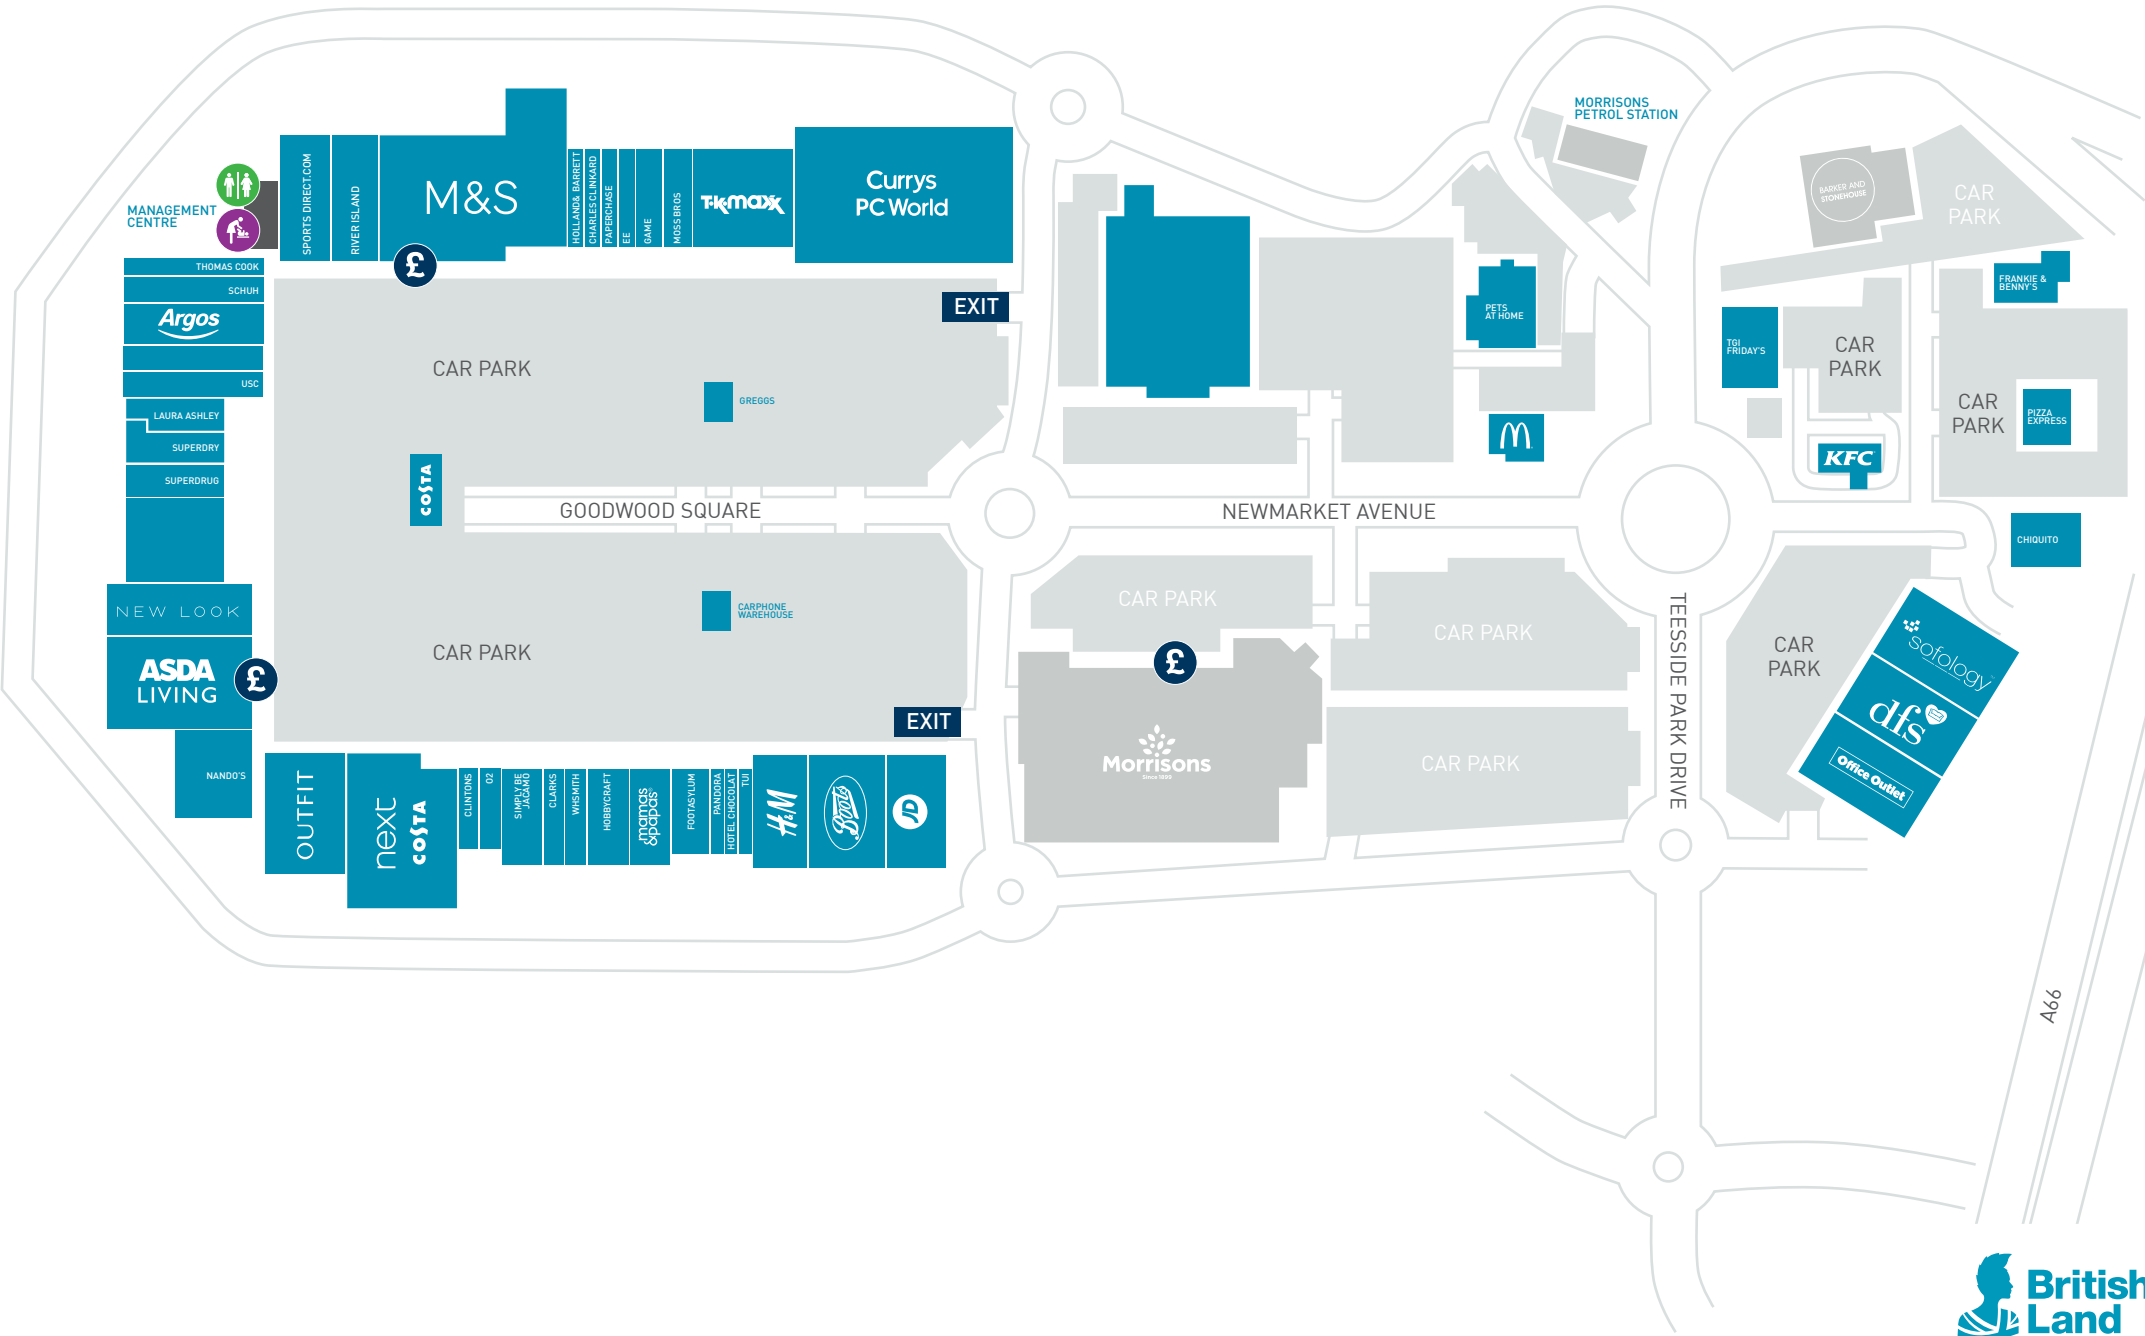 MORRISONS
PETROL STATION
MANAGEMENT
CENTRE
SPORTS DIRECT.COM
RIVER ISLAND
M&S
HOLLAND& BARRETT
CHARLES CLINKARD
PAPERCHASE
EE
GAME
MOSS BROS
TK maxx
Currys
PC World
BARKER AND
STONEHOUSE
CAR
PARK
THOMAS COOK
SCHUH
Argos
USC
LAURA ASHLEY
SUPERDRY
SUPERDRUG
NEW LOOK
ASDA
LIVING
NANDO'S
£
£
£
EXIT
CAR PARK
GREGGS
COSTA
GOODWOOD SQUARE
CARPHONE
WAREHOUSE
CAR PARK
EXIT
PETS
AT HOME
TGI
FRIDAY'S
CAR
PARK
FRANKIE &
BENNY'S
CAR
PARK
PIZZA
EXPRESS
KFC
NEWMARKET AVENUE
CHIQUITO
CAR PARK
CAR PARK
CAR PARK
CAR
PARK
TEESSIDE PARK DRIVE
sofology
dfs
Office Outlet
Morrisons
Since 1899
OUTFIT
next
COSTA
CLINTONS
O2
SIMPLY BE
JACAMO
CLARKS
WHSMITH
HOBBYCRAFT
mamas
&papas
FOOTASYLUM
PANDORA
HOTEL CHOCOLAT
TUI
H&M
Boots
JD
A66
British
Land